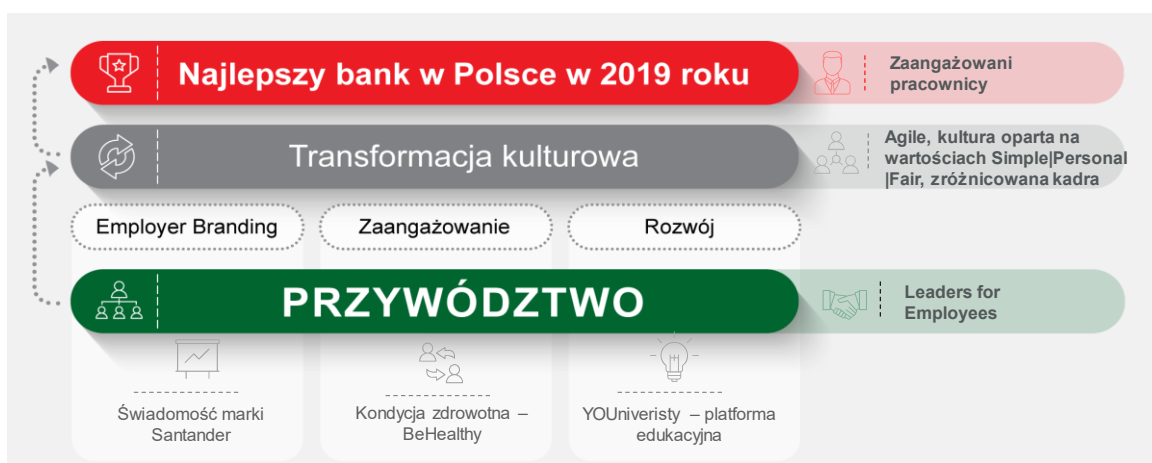 Najlepszy bank w Polsce w 2019 roku
Zaangażowani
pracownicy
Transformacja kulturowa
Agile, kultura oparta na
wartościach Simple|Personal
|Fair, zróżnicowana kadra
Employer Branding
Zaangażowanie
Rozwój
PRZYWÓDZTWO
Leaders for
Employees
Świadomość marki
Santander
Kondycja zdrowotna –
BeHealthy
YOUniveristy – platforma
edukacyjna